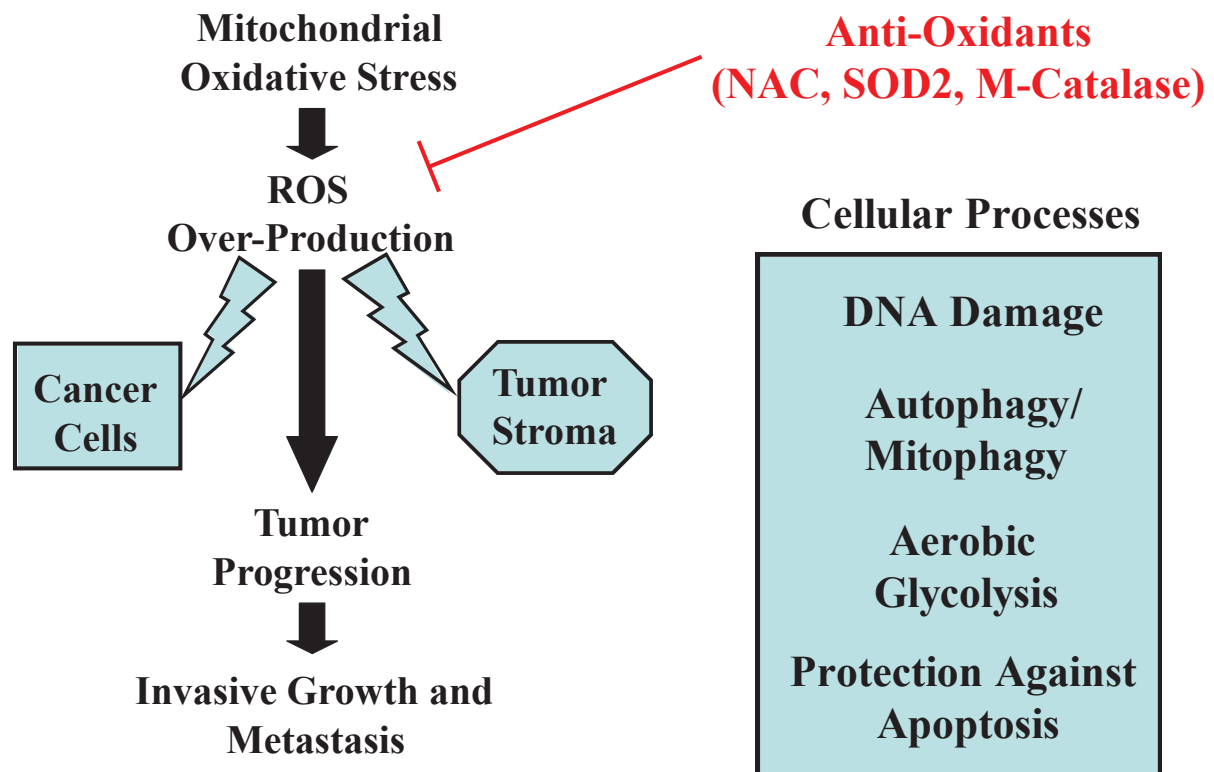 Mitochondrial
Oxidative Stress
Anti-Oxidants
(NAC, SOD2, M-Catalase)
ROS
Over-Production
Cancer
Cells
Tumor
Stroma
Tumor
Progression
Invasive Growth and
Metastasis
Cellular Processes
DNA Damage
Autophagy/
Mitophagy
Aerobic
Glycolysis
Protection Against
Apoptosis